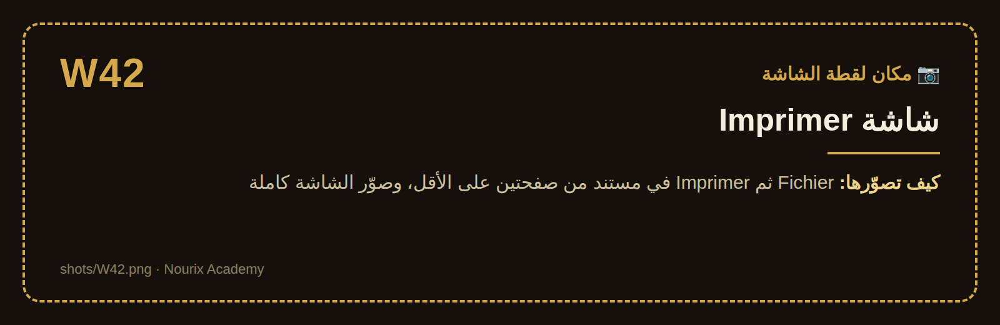 W42
📷 مكان لقطة الشاشة
شاشة Imprimer
كيف تصوّرها: Fichier ثم Imprimer في مستند من صفحتين على الأقل، وصوّر الشاشة كاملة
shots/W42.png · Nourix Academy